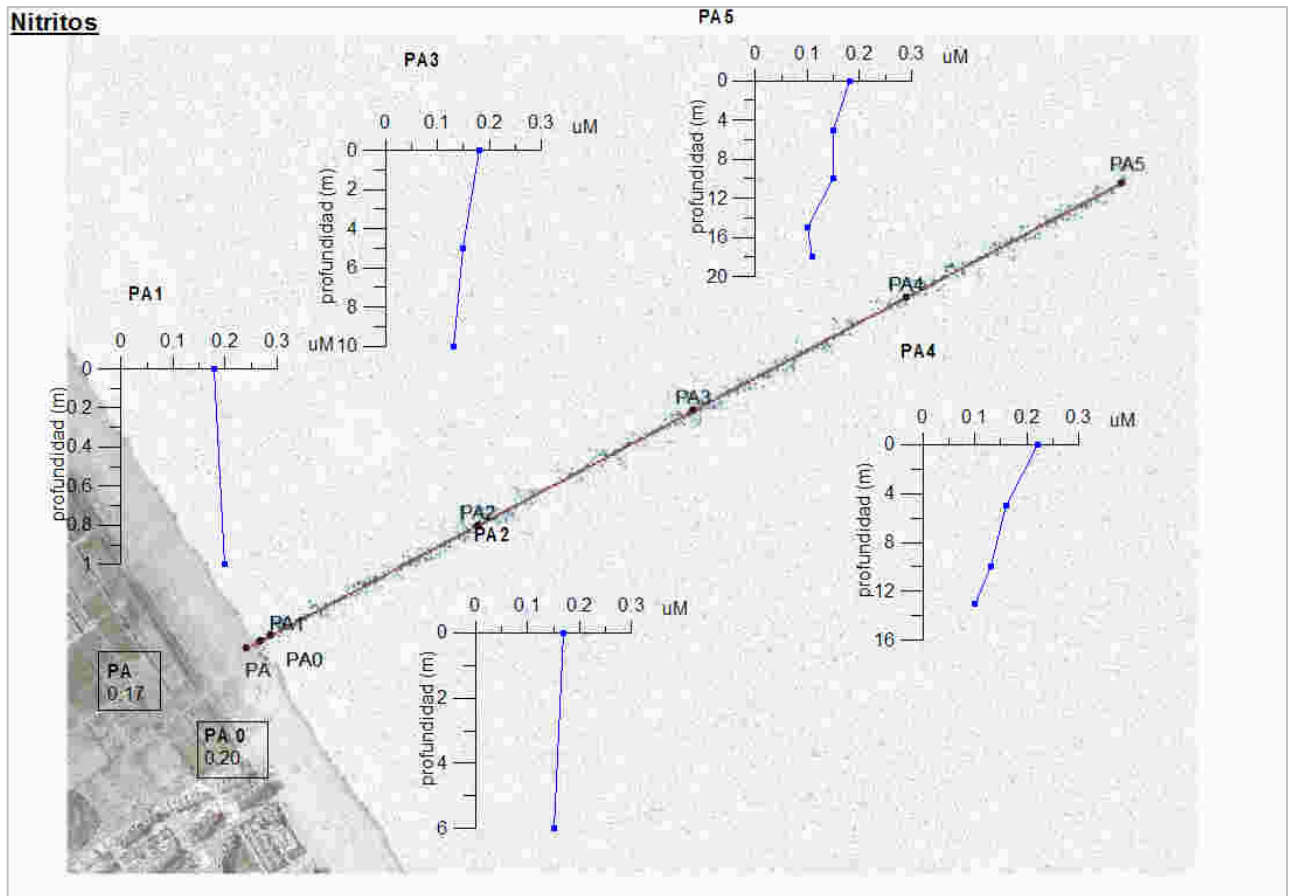 Nitritos
PA5
0 0.1 0.2 0.3 uM
profundidad (m)
0
4
8
12
16
20
PA3
0 0.1 0.2 0.3 uM
profundidad (m)
0
2
4
6
8
10
PA1
0 0.1 0.2 0.3 uM
profundidad (m)
0
0.2
0.4
0.6
0.8
1
PA5
PA4
PA3
PA2
PA1
PA0
PA
PA4
0 0.1 0.2 0.3 uM
profundidad (m)
0
4
8
12
16
PA2
0 0.1 0.2 0.3 uM
profundidad (m)
0
2
4
6
PA
0.17
PA 0
0.20